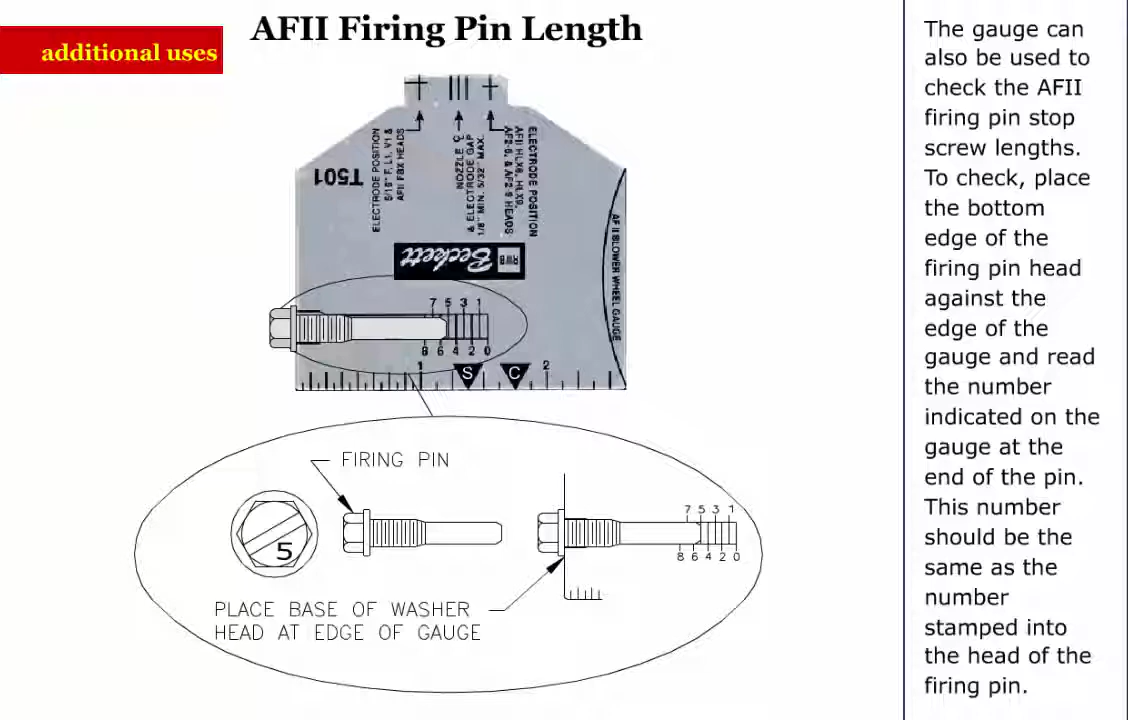 AFII Firing Pin Length
additional uses
ELECTRODE POSITION
5/16" F, L1, V1 &
AFII FBX HEADS
NOZZLE ℄
& ELECTRODE GAP
1/8" MIN. 5/32" MAX.
ELECTRODE POSITION
AFII HLX8, HLX9,
AF2-6, & AF2-9 HEADS
T501
AF II BLOWER WHEEL GAUGE
Beckett
RWB
7 5 3 1
8 6 4 2 0
1 S C 2
FIRING PIN
5
7 5 3 1
8 6 4 2 0
PLACE BASE OF WASHER
HEAD AT EDGE OF GAUGE
The gauge can
also be used to
check the AFII
firing pin stop
screw lengths.
To check, place
the bottom
edge of the
firing pin head
against the
edge of the
gauge and read
the number
indicated on the
gauge at the
end of the pin.
This number
should be the
same as the
number
stamped into
the head of the
firing pin.